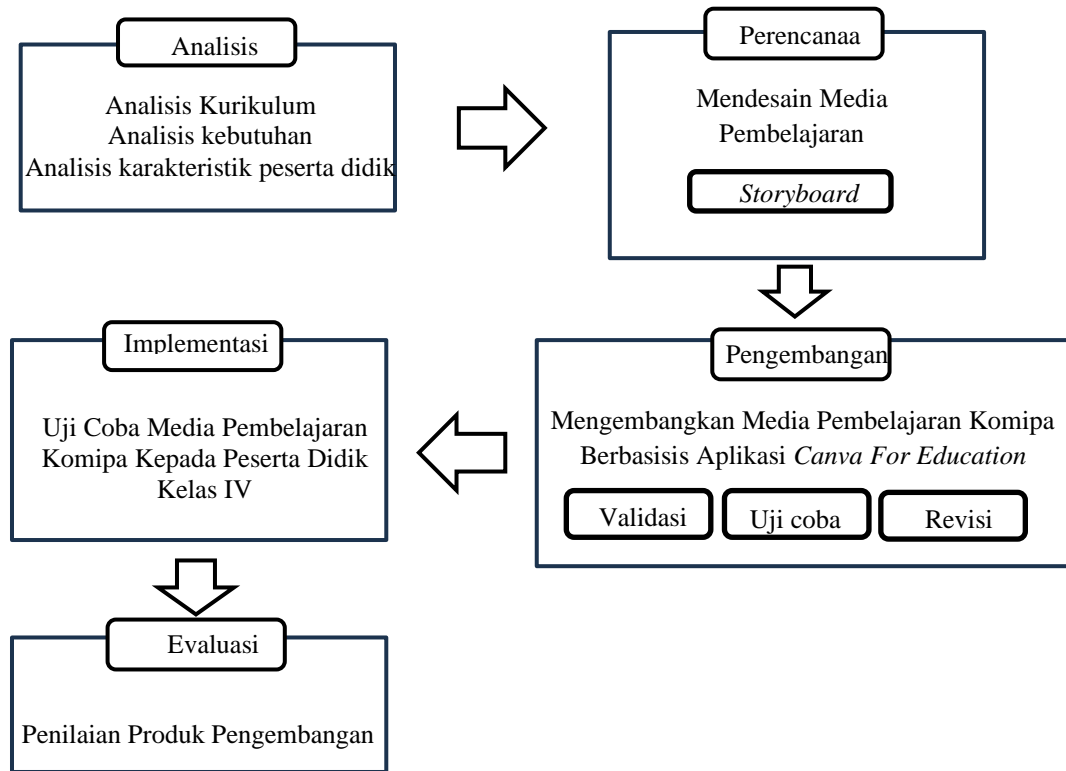 Analisis
Analisis Kurikulum
Analisis kebutuhan
Analisis karakteristik peserta didik
Perencanaa
Mendesain Media
Pembelajaran
Storyboard
Pengembangan
Mengembangkan Media Pembelajaran Komipa
Berbasisis Aplikasi Canva For Education
Validasi
Uji coba
Revisi
Implementasi
Uji Coba Media Pembelajaran
Komipa Kepada Peserta Didik
Kelas IV
Evaluasi
Penilaian Produk Pengembangan